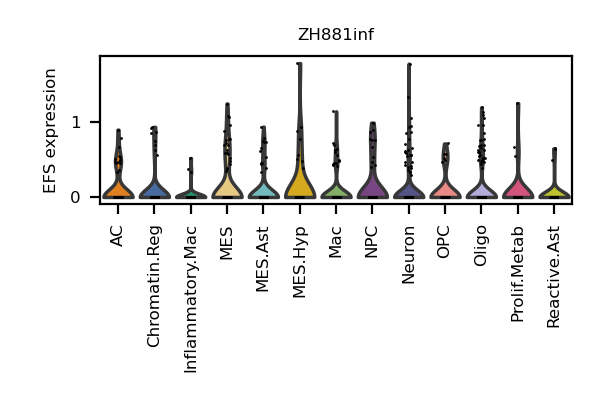 ZH881inf
EFS expression
1
0
AC
Chromatin.Reg
Inflammatory.Mac
MES
MES.Ast
MES.Hyp
Mac
NPC
Neuron
OPC
Oligo
Prolif.Metab
Reactive.Ast